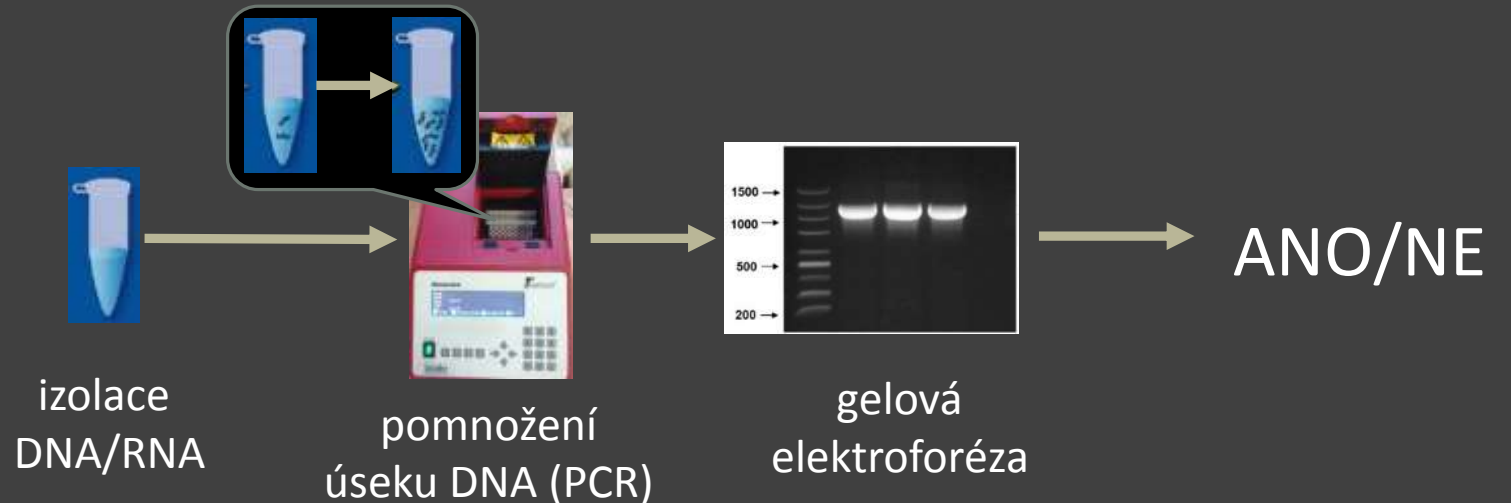 1500
1000
500
200
ANO/NE
izolace
DNA/RNA
pomnožení
úseku DNA (PCR)
gelová
elektroforéza